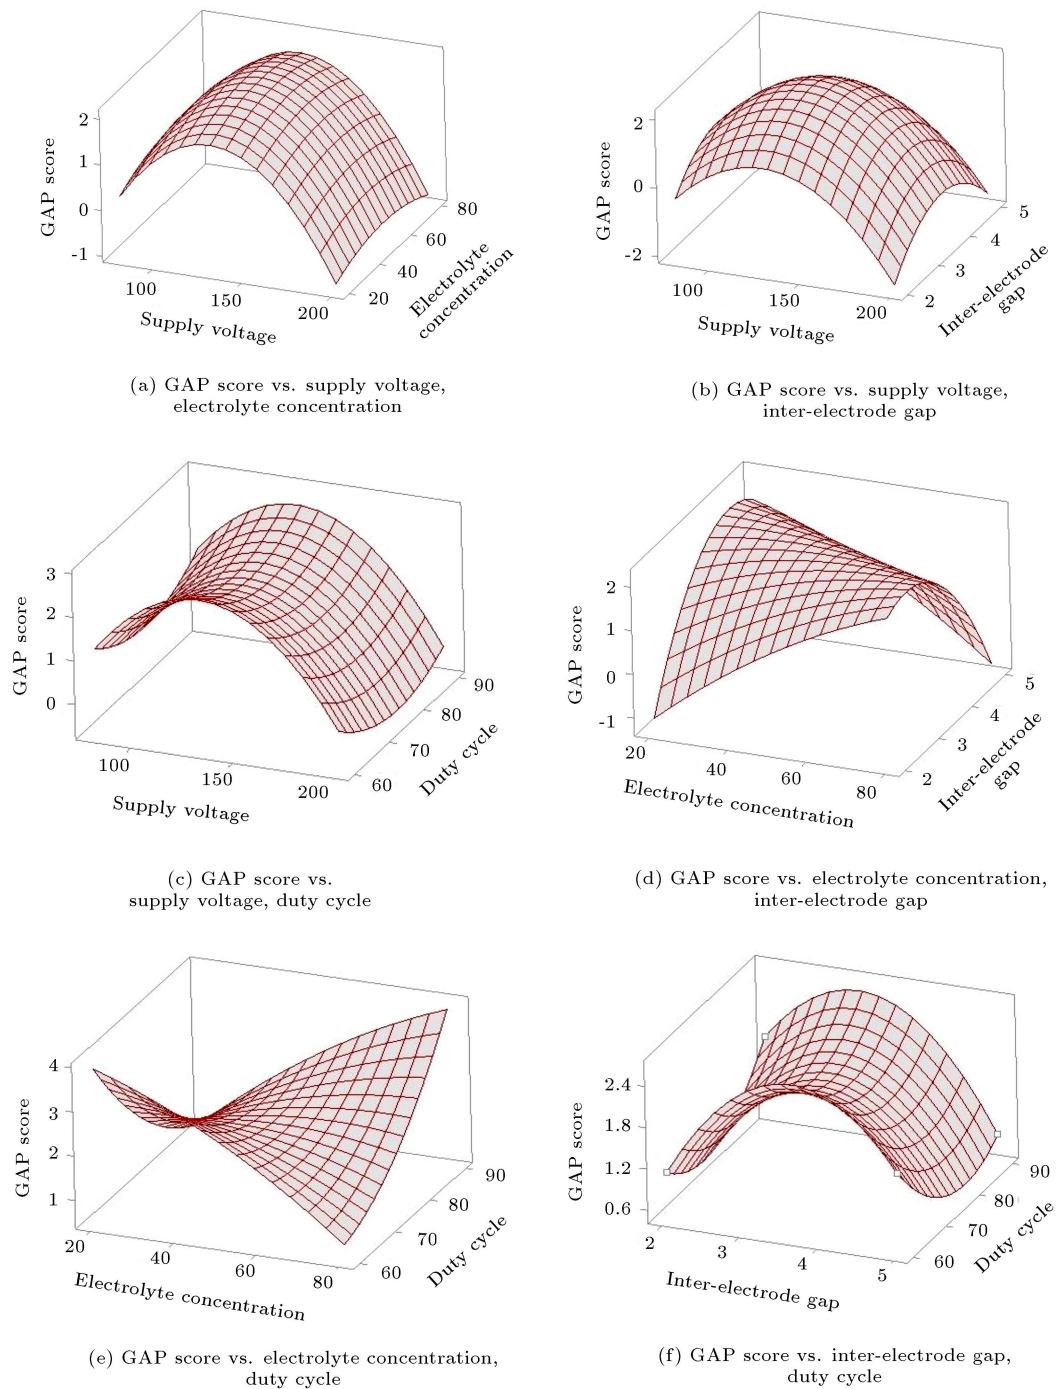 2
1
0
-1
GAP score
100
150
200
Supply voltage
20
40
60
80
Electrolyte
concentration
(a) GAP score vs. supply voltage,
electrolyte concentration
2
0
-2
GAP score
100
150
200
Supply voltage
2
3
4
5
Inter-electrode
gap
(b) GAP score vs. supply voltage,
inter-electrode gap
3
2
1
0
GAP score
100
150
200
Supply voltage
60
70
80
90
Duty cycle
(c) GAP score vs.
supply voltage, duty cycle
2
1
0
-1
GAP score
20
40
60
80
Electrolyte concentration
2
3
4
5
Inter-electrode
gap
(d) GAP score vs. electrolyte concentration,
inter-electrode gap
4
3
2
1
GAP score
20
40
60
80
Electrolyte concentration
60
70
80
90
Duty cycle
(e) GAP score vs. electrolyte concentration,
duty cycle
2.4
1.8
1.2
0.6
GAP score
2
3
4
5
Inter-electrode gap
60
70
80
90
Duty cycle
(f) GAP score vs. inter-electrode gap,
duty cycle